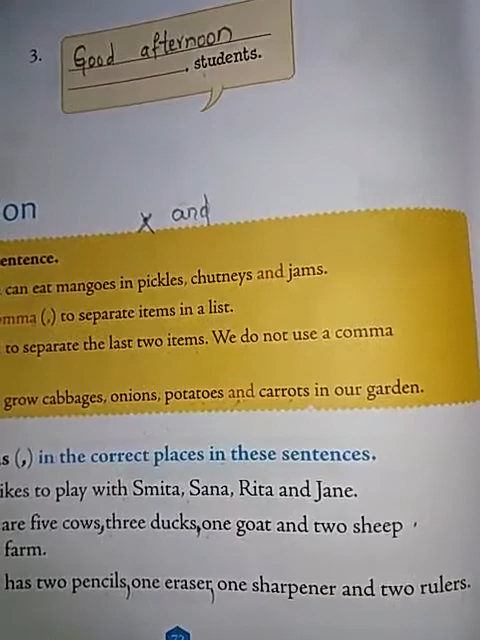 3. Good afternoon
, students.
on
x and
entence.
can eat mangoes in pickles, chutneys and jams.
mma (,) to separate items in a list.
to separate the last two items. We do not use a comma
grow cabbages, onions, potatoes and carrots in our garden.
s (,) in the correct places in these sentences.
ikes to play with Smita, Sana, Rita and Jane.
are five cows,three ducks,one goat and two sheep
farm.
has two pencils,one eraser, one sharpener and two rulers.